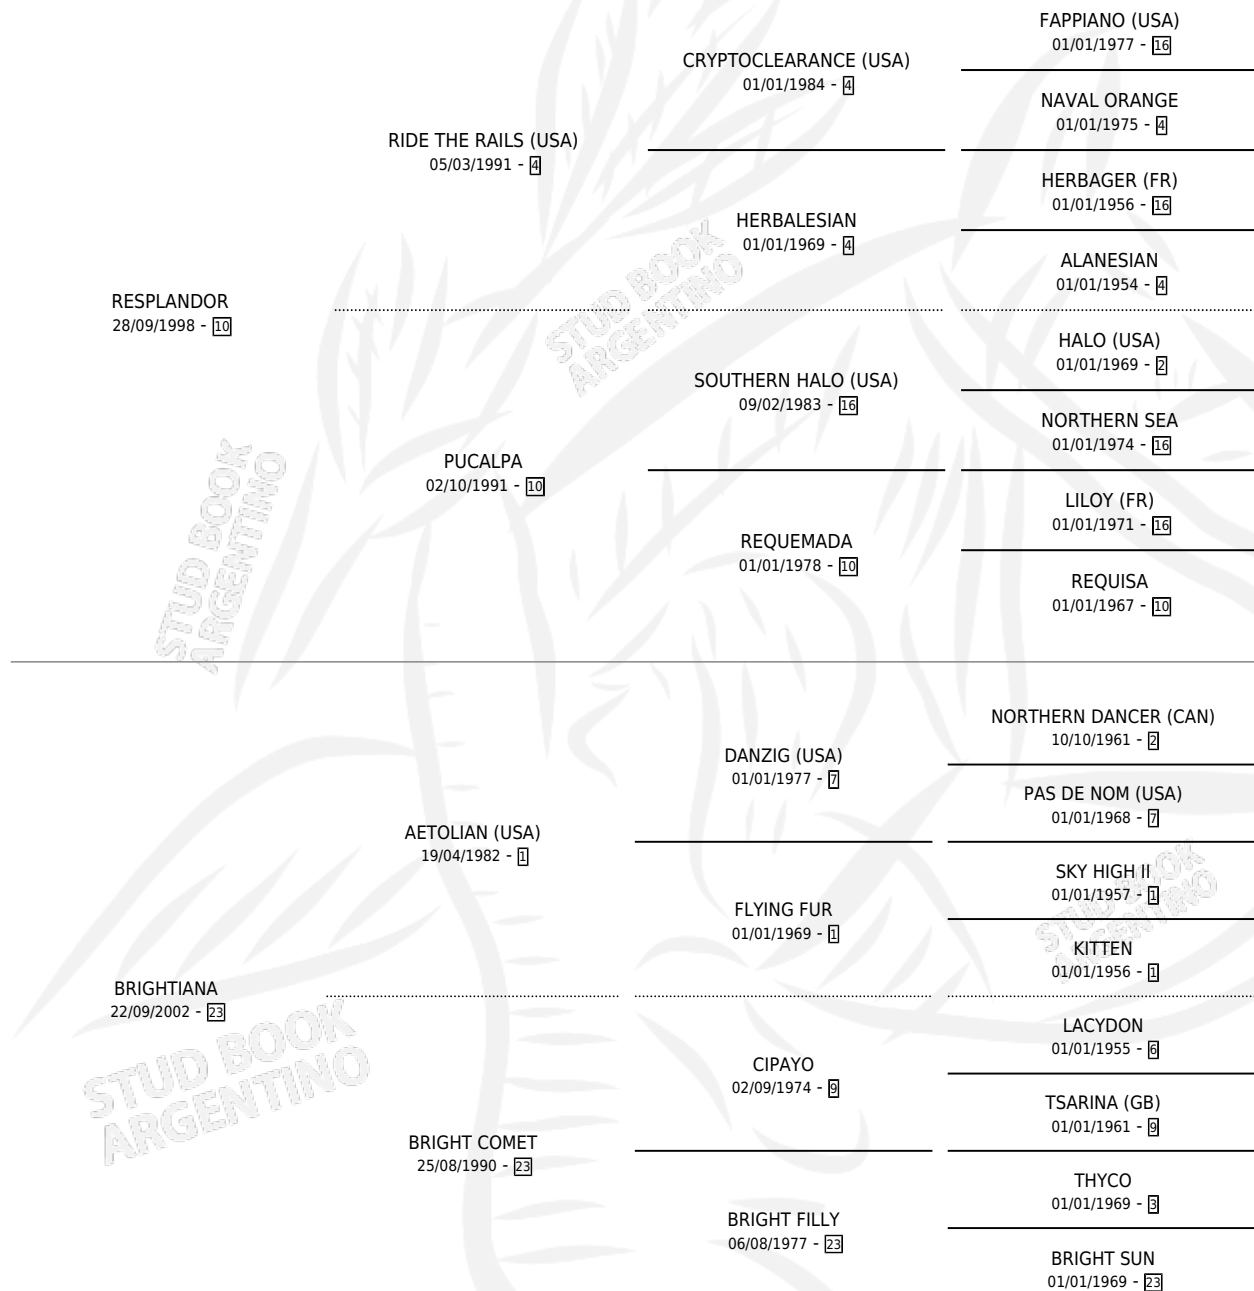 FAPPIANO (USA)
01/01/1977 - 16
CRYPTOCLEARANCE (USA)
01/01/1984 - 4
NAVAL ORANGE
01/01/1975 - 4
RIDE THE RAILS (USA)
05/03/1991 - 4
HERBAGER (FR)
01/01/1956 - 16
HERBALESIAN
01/01/1969 - 4
ALANESIAN
01/01/1954 - 4
RESPLANDOR
28/09/1998 - 10
HALO (USA)
01/01/1969 - 2
SOUTHERN HALO (USA)
09/02/1983 - 16
NORTHERN SEA
01/01/1974 - 16
PUCALPA
02/10/1991 - 10
LILOY (FR)
01/01/1971 - 16
REQUEMADA
01/01/1978 - 10
REQUISA
01/01/1967 - 10
NORTHERN DANCER (CAN)
10/10/1961 - 2
DANZIG (USA)
01/01/1977 - 7
PAS DE NOM (USA)
01/01/1968 - 7
AETOLIAN (USA)
19/04/1982 - 1
SKY HIGH II
01/01/1957 - 1
FLYING FUR
01/01/1969 - 1
KITTEN
01/01/1956 - 1
BRIGHTIANA
22/09/2002 - 23
LACYDON
01/01/1955 - 6
CIPAYO
02/09/1974 - 9
TSARINA (GB)
01/01/1961 - 9
BRIGHT COMET
25/08/1990 - 23
THYCO
01/01/1969 - 3
BRIGHT FILLY
06/08/1977 - 23
BRIGHT SUN
01/01/1969 - 23
STUD BOOK
ARGENTINO
STUD BOOK
ARGENTINO
STUD BOOK
ARGENTINO
STUD BOOK
ARGENTINO